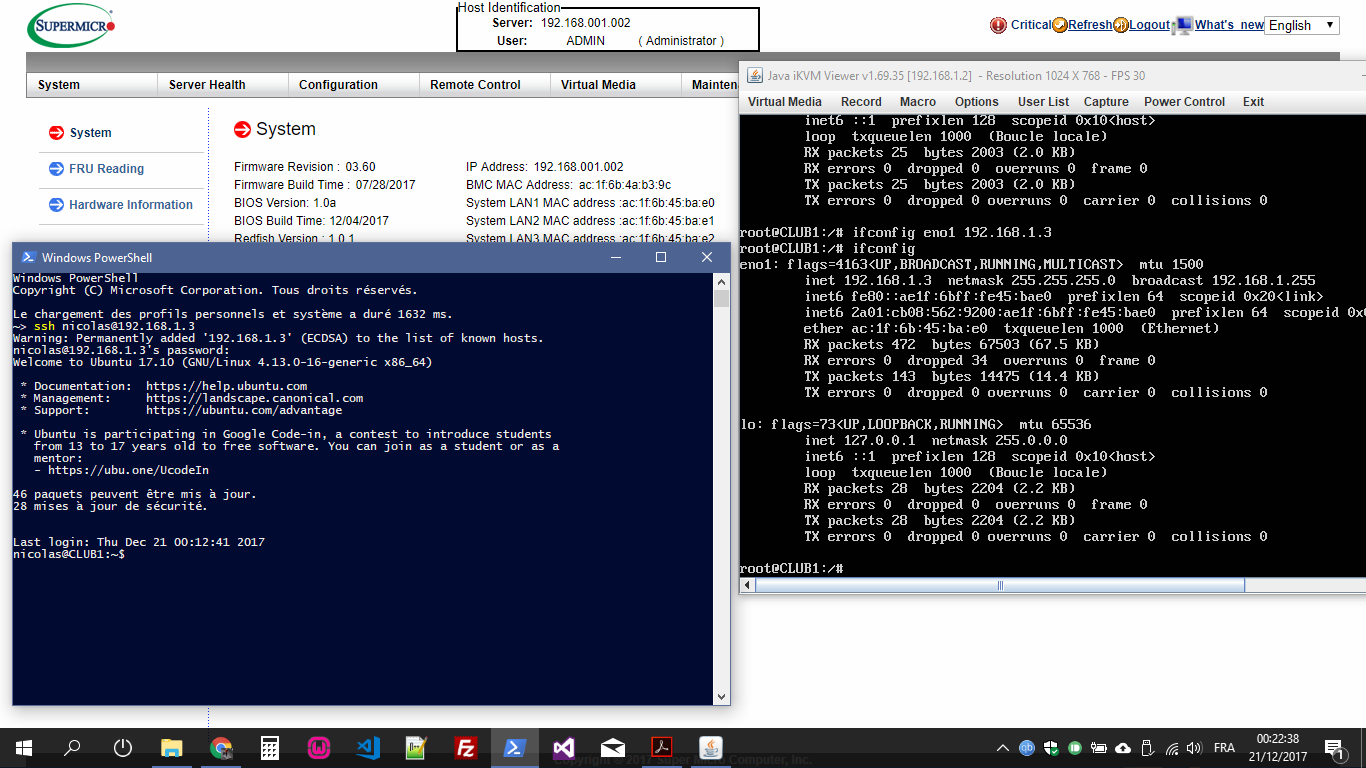 SUPERMICRO
Host Identification
Server: 192.168.001.002
User: ADMIN ( Administrator )
Critical Refresh Logout What's new English
System Server Health Configuration Remote Control Virtual Media Mainten
System
FRU Reading
Hardware Information
System
Firmware Revision : 03.60
Firmware Build Time : 07/28/2017
BIOS Version: 1.0a
BIOS Build Time: 12/04/2017
Redfish Version : 1.0.1
IP Address: 192.168.001.002
BMC MAC Address: ac:1f:6b:4a:b3:9c
System LAN1 MAC address :ac:1f:6b:45:ba:e0
System LAN2 MAC address :ac:1f:6b:45:ba:e1
System LAN3 MAC address :ac:1f:6b:45:ba:e2
Java iKVM Viewer v1.69.35 [192.168.1.2] - Resolution 1024 X 768 - FPS 30
Virtual Media Record Macro Options User List Capture Power Control Exit
inet6 ::1 prefixlen 128 scopeid 0x10<host>
loop txqueuelen 1000 (Boucle locale)
RX packets 25 bytes 2003 (2.0 KB)
RX errors 0 dropped 0 overruns 0 frame 0
TX packets 25 bytes 2003 (2.0 KB)
TX errors 0 dropped 0 overruns 0 carrier 0 collisions 0
root@CLUB1:/# ifconfig eno1 192.168.1.3
root@CLUB1:/# ifconfig
eno1: flags=4163<UP,BROADCAST,RUNNING,MULTICAST> mtu 1500
inet 192.168.1.3 netmask 255.255.255.0 broadcast 192.168.1.255
inet6 fe80::ae1f:6bff:fe45:bae0 prefixlen 64 scopeid 0x20<link>
inet6 2a01:cb08:562:9200:ae1f:6bff:fe45:bae0 prefixlen 64 scopeid 0x0
ether ac:1f:6b:45:ba:e0 txqueuelen 1000 (Ethernet)
RX packets 472 bytes 67503 (67.5 KB)
RX errors 0 dropped 34 overruns 0 frame 0
TX packets 143 bytes 14475 (14.4 KB)
TX errors 0 dropped 0 overruns 0 carrier 0 collisions 0
lo: flags=73<UP,LOOPBACK,RUNNING> mtu 65536
inet 127.0.0.1 netmask 255.0.0.0
inet6 ::1 prefixlen 128 scopeid 0x10<host>
loop txqueuelen 1000 (Boucle locale)
RX packets 28 bytes 2204 (2.2 KB)
RX errors 0 dropped 0 overruns 0 frame 0
TX packets 28 bytes 2204 (2.2 KB)
TX errors 0 dropped 0 overruns 0 carrier 0 collisions 0
root@CLUB1:/#
Windows PowerShell
Windows PowerShell
Copyright (C) Microsoft Corporation. Tous droits réservés.
Le chargement des profils personnels et système a duré 1632 ms.
~> ssh nicolas@192.168.1.3
Warning: Permanently added '192.168.1.3' (ECDSA) to the list of known hosts.
nicolas@192.168.1.3's password:
Welcome to Ubuntu 17.10 (GNU/Linux 4.13.0-16-generic x86_64)
* Documentation: https://help.ubuntu.com
* Management: https://landscape.canonical.com
* Support: https://ubuntu.com/advantage
* Ubuntu is participating in Google Code-in, a contest to introduce students
from 13 to 17 years old to free software. You can join as a student or as a
mentor:
- https://ubu.one/UcodeIn
46 paquets peuvent être mis à jour.
28 mises à jour de sécurité.
Last login: Thu Dec 21 00:12:41 2017
nicolas@CLUB1:~$
Copyright © 2017 Super Micro Computer, Inc.
FRA
00:22:38
21/12/2017
1